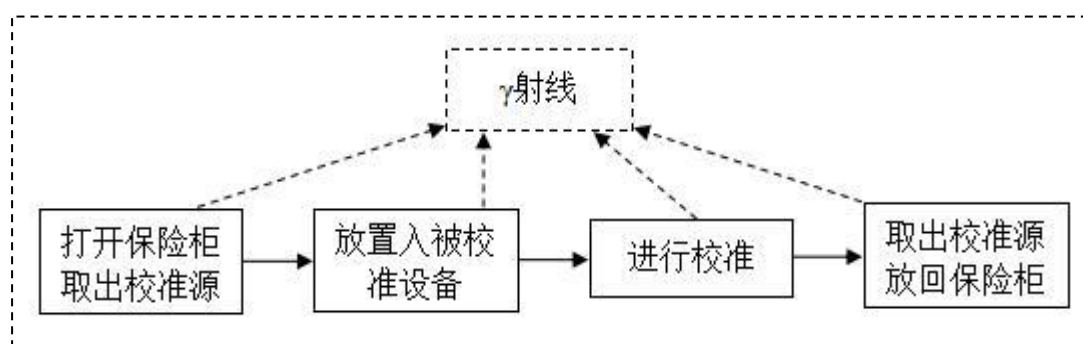 γ射线
打开保险柜
取出校准源
放置入被校
准设备
进行校准
取出校准源
放回保险柜